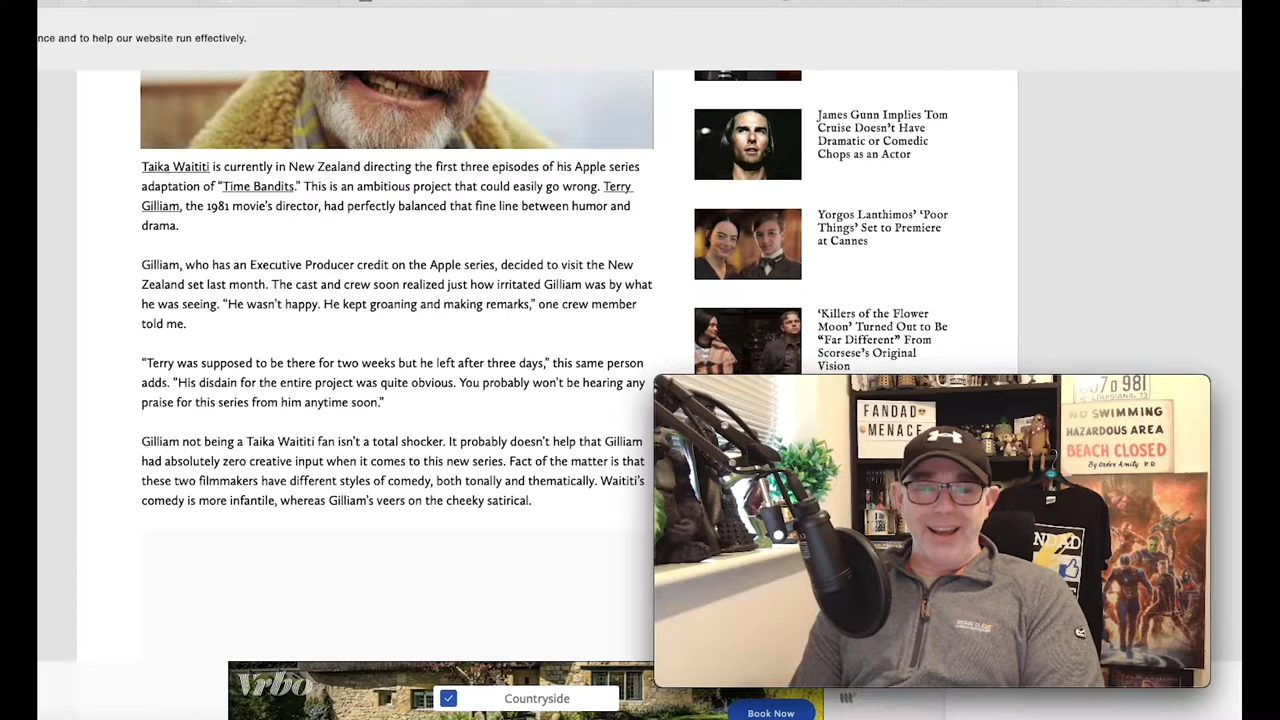 nce and to help our website run effectively.
Taika Waititi is currently in New Zealand directing the first three episodes of his Apple series
adaptation of “Time Bandits.” This is an ambitious project that could easily go wrong. Terry
Gilliam, the 1981 movie’s director, had perfectly balanced that fine line between humor and
drama.
Gilliam, who has an Executive Producer credit on the Apple series, decided to visit the New
Zealand set last month. The cast and crew soon realized just how irritated Gilliam was by what
he was seeing. “He wasn’t happy. He kept groaning and making remarks,” one crew member
told me.
“Terry was supposed to be there for two weeks but he left after three days,” this same person
adds. “His disdain for the entire project was quite obvious. You probably won’t be hearing any
praise for this series from him anytime soon.”
Gilliam not being a Taika Waititi fan isn’t a total shocker. It probably doesn’t help that Gilliam
had absolutely zero creative input when it comes to this new series. Fact of the matter is that
these two filmmakers have different styles of comedy, both tonally and thematically. Waititi’s
comedy is more infantile, whereas Gilliam’s veers on the cheeky satirical.
James Gunn Implies Tom
Cruise Doesn’t Have
Dramatic or Comedic
Chops as an Actor
Yorgos Lanthimos’ ‘Poor
Things’ Set to Premiere
at Cannes
‘Killers of the Flower
Moon’ Turned Out to Be
“Far Different” From
Scorsese’s Original
Vision
FANDAD
MENACE
LOUISIANA
NO SWIMMING
HAZARDOUS AREA
BEACH CLOSED
By Order Amity P.D.
Vrbo
Countryside
Book Now